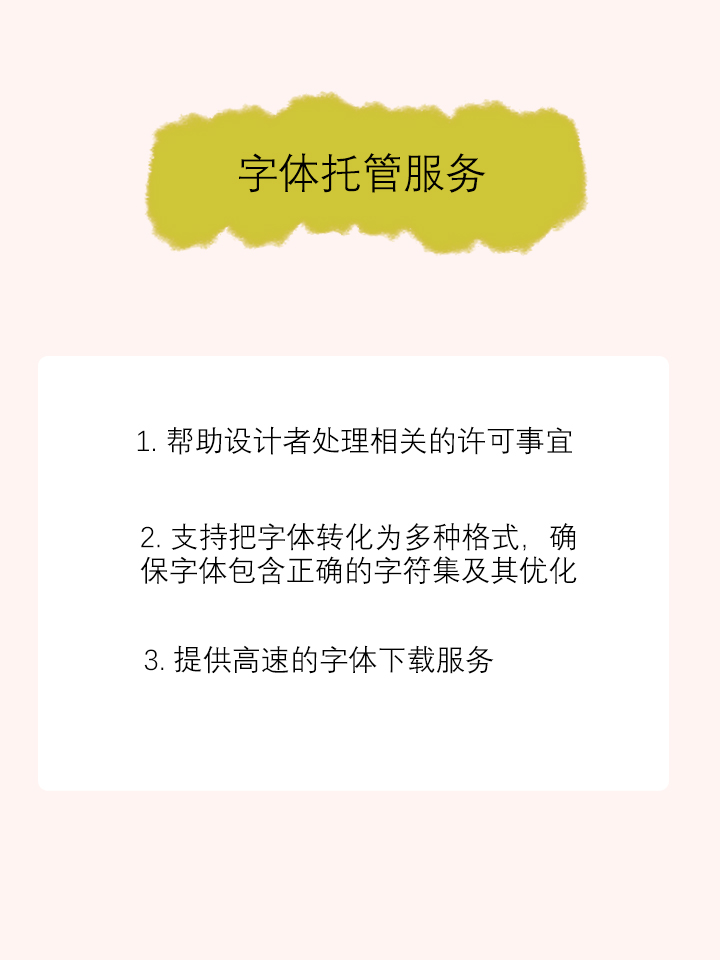 字体托管服务
1. 帮助设计者处理相关的许可事宜
2. 支持把字体转化为多种格式，确
保字体包含正确的字符集及其优化
3. 提供高速的字体下载服务